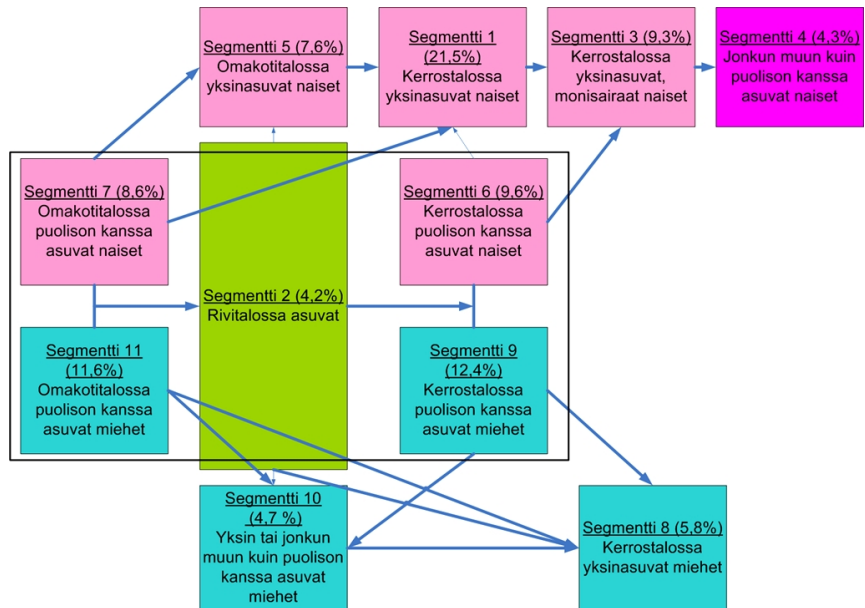 Segmentti 5 (7,6%)
Omakotitalossa
yksinasuvat naiset
Segmentti 1
(21,5%)
Kerrostalossa
yksinasuvat naiset
Segmentti 3 (9,3%)
Kerrostalossa
yksinasuvat,
monisairaat naiset
Segmentti 4 (4,3%)
Jonkun muun kuin
puolison kanssa
asuvat naiset
Segmentti 7 (8,6%)
Omakotitalossa
puolison kanssa
asuvat naiset
Segmentti 6 (9,6%)
Kerrostalossa
puolison kanssa
asuvat naiset
Segmentti 2 (4,2%)
Rivitalossa asuvat
Segmentti 11
(11,6%)
Omakotitalossa
puolison kanssa
asuvat miehet
Segmentti 9
(12,4%)
Kerrostalossa
puolison kanssa
asuvat miehet
Segmentti 10
(4,7 %)
Yksin tai jonkun
muun kuin puolison
kanssa asuvat
miehet
Segmentti 8 (5,8%)
Kerrostalossa
yksinasuvat miehet